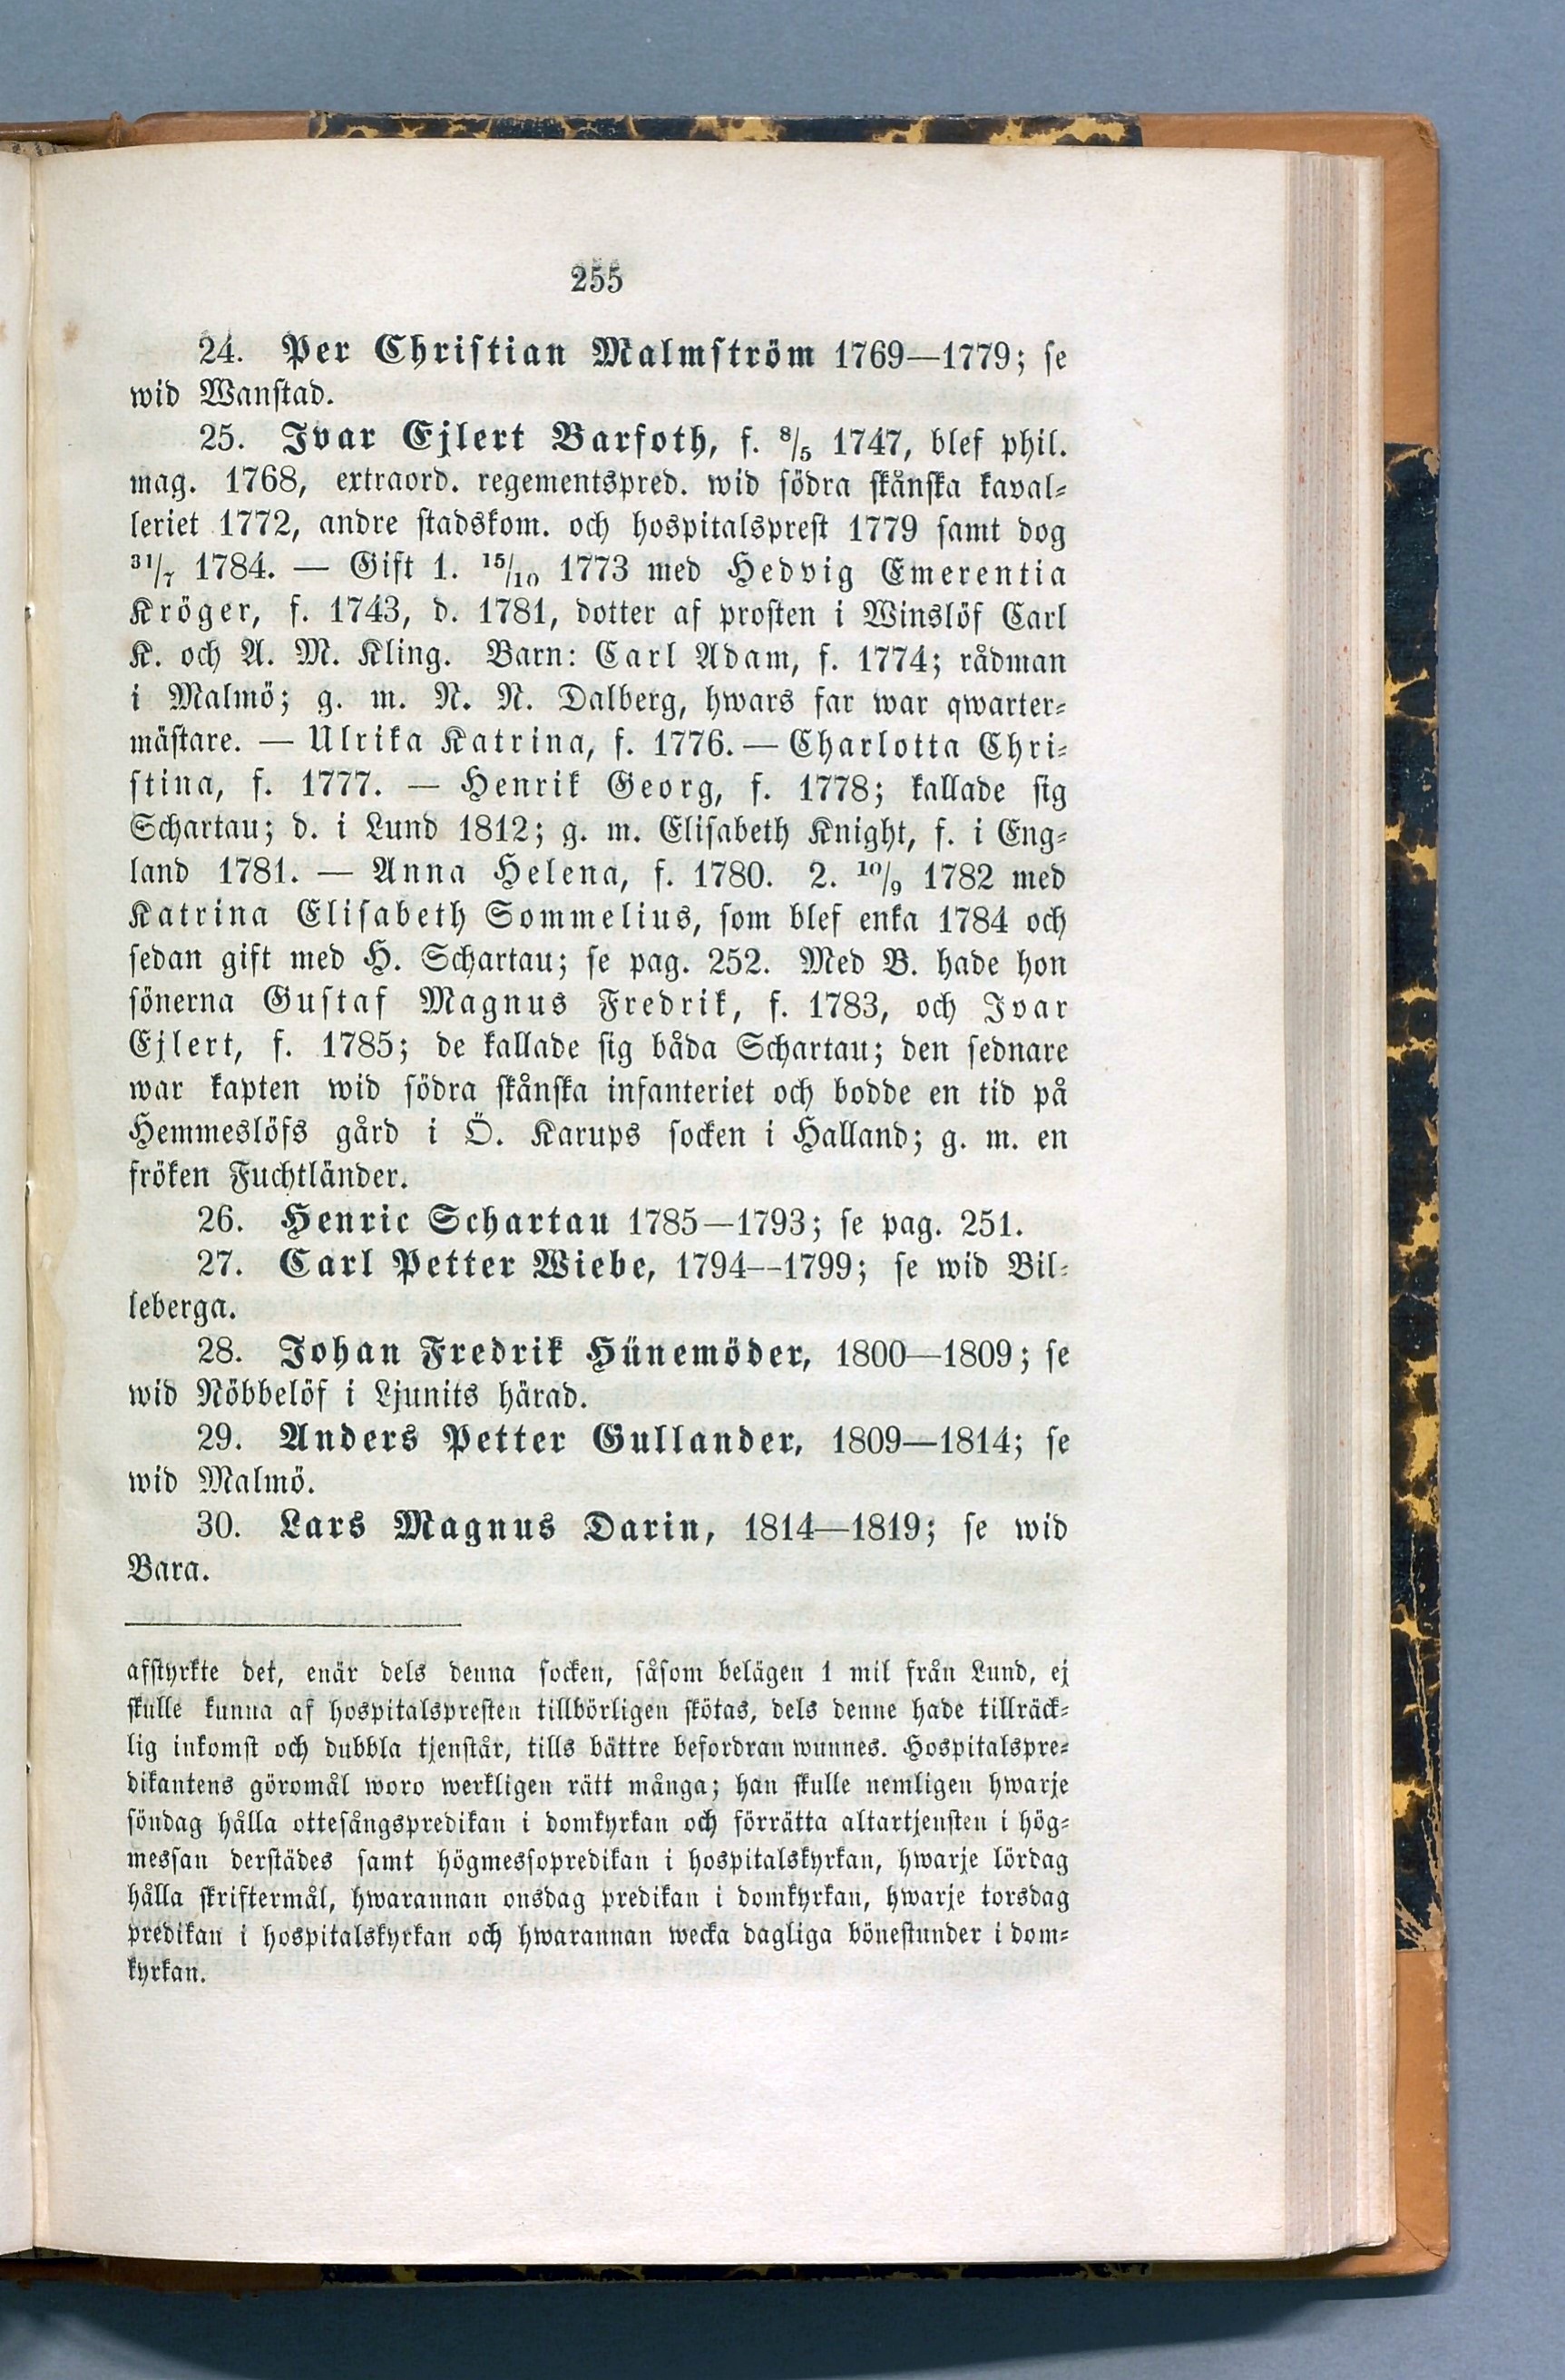 255
24. Per Christian Malmström 1769—1779; se
wid Wanstad.
25. Ivar Ejlert Barfoth, f. 8/5 1747, blef phil.
mag. 1768, extraord. regementspred. wid södra skånska kaval-
leriet 1772, andre stadskom. och hospitalsprest 1779 samt dog
31/7 1784. — Gift 1. 15/10 1773 med Hedvig Emerentia
Kröger, f. 1743, d. 1781, dotter af prosten i Winslöf Carl
K. och A. M. Kling. Barn: Carl Adam, f. 1774; rådman
i Malmö; g. m. N. N. Dalberg, hwars far war qwarter-
mästare. — Ulrika Katrina, f. 1776. — Charlotta Chri-
stina, f. 1777. — Henrik Georg, f. 1778; kallade sig
Schartau; d. i Lund 1812; g. m. Elisabeth Knight, f. i Eng-
land 1781. — Anna Helena, f. 1780. 2. 10/9 1782 med
Katrina Elisabeth Sommelius, som blef enka 1784 och
sedan gift med H. Schartau; se pag. 252. Med B. hade hon
sönerna Gustaf Magnus Fredrik, f. 1783, och Ivar
Ejlert, f. 1785; de kallade sig båda Schartau; den sednare
war kapten wid södra skånska infanteriet och bodde en tid på
Hemmeslöfs gård i Ö. Karups socken i Halland; g. m. en
fröken Fuchtländer.
26. Henric Schartau 1785—1793; se pag. 251.
27. Carl Petter Wiebe, 1794—1799; se wid Bil-
leberga.
28. Johan Fredrik Hünemöder, 1800—1809; se
wid Nöbbelöf i Ljunits härad.
29. Anders Petter Gullander, 1809—1814; se
wid Malmö.
30. Lars Magnus Darin, 1814—1819; se wid
Bara.
afstyrkte det, enär dels denna socken, såsom belägen 1 mil från Lund, ej
skulle kunna af hospitalspresten tillbörligen skötas, dels denne hade tillräck-
lig inkomst och dubbla tjenstår, tills bättre befordran wunnes. Hospitalspre-
dikantens göromål woro werkligen rätt många; han skulle nemligen hwarje
söndag hålla ottesångspredikan i domkyrkan och förrätta altartjensten i hög-
messan derstädes samt högmessopredikan i hospitalskyrkan, hwarje lördag
hålla skriftermål, hwarannan onsdag predikan i domkyrkan, hwarje torsdag
predikan i hospitalskyrkan och hwarannan wecka dagliga bönestunder i dom-
kyrkan.